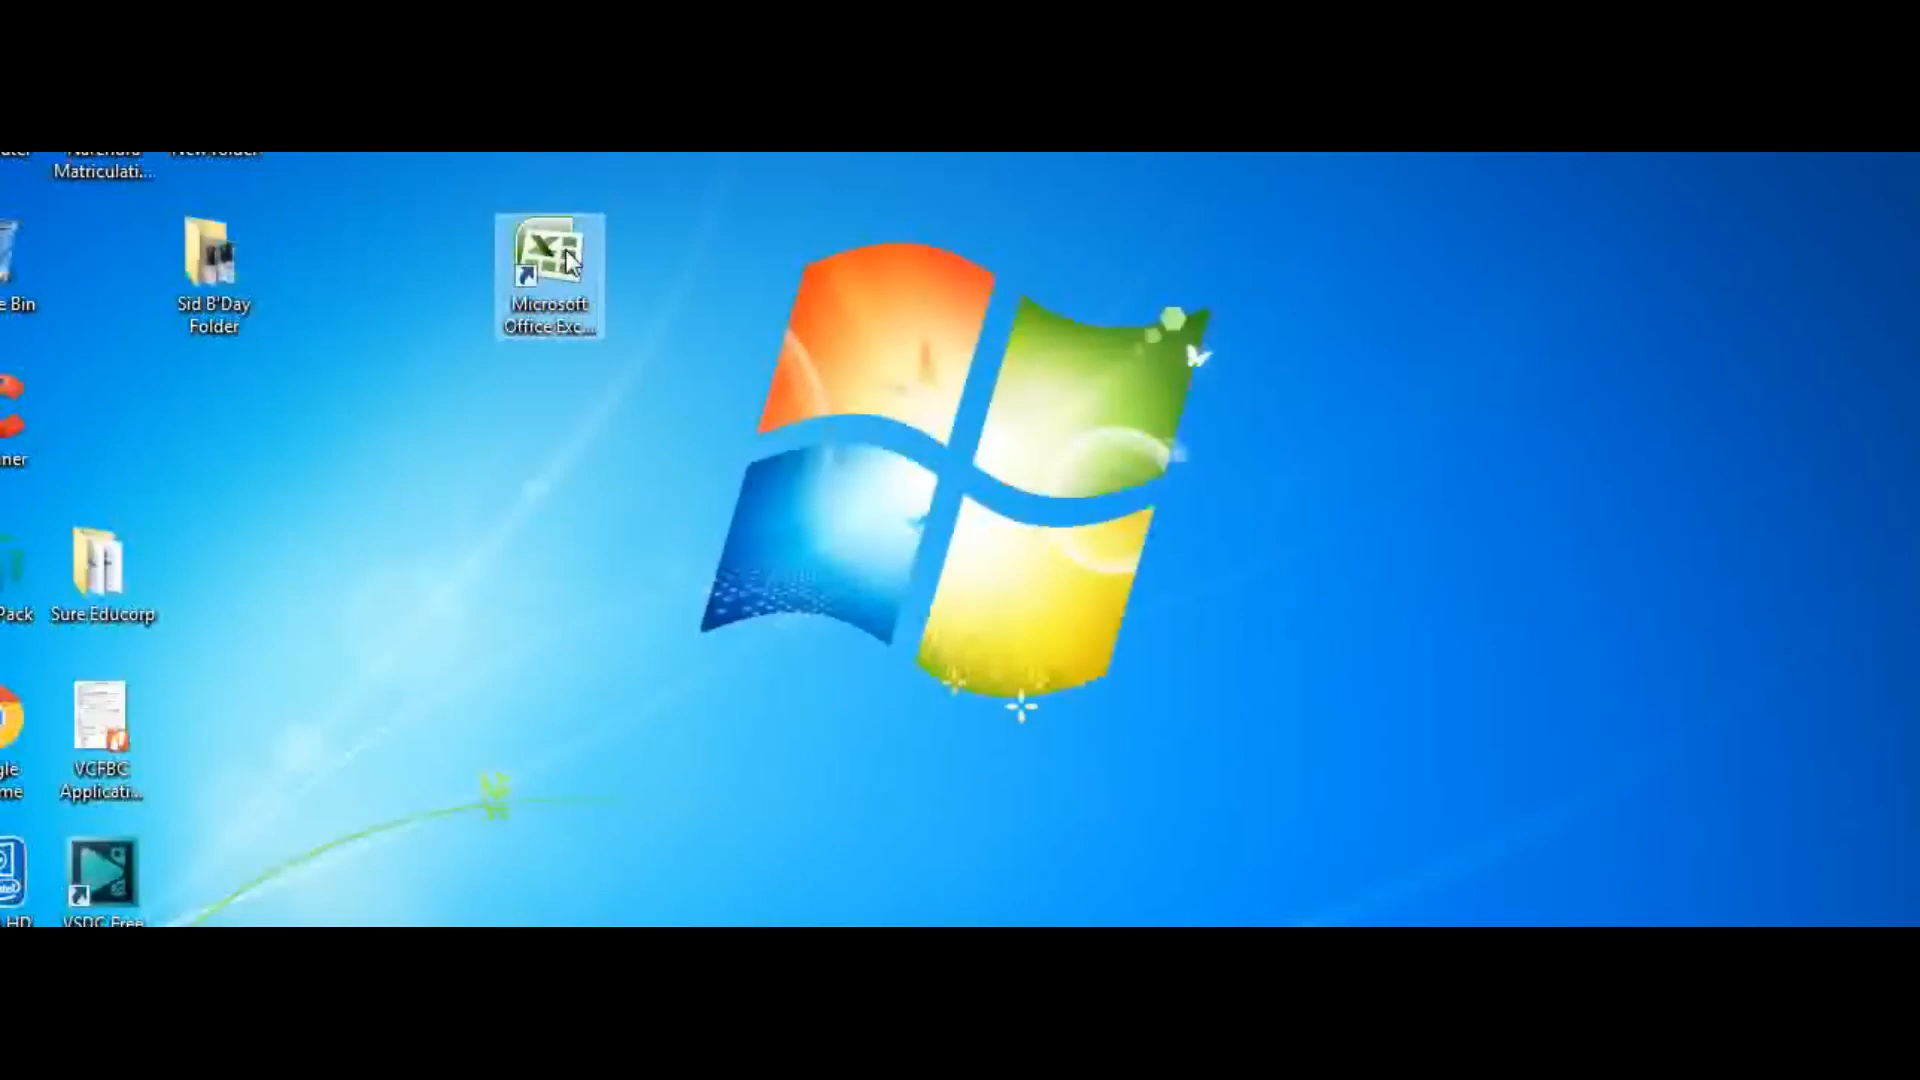 Matriculati....
Sid B'Day
Folder
Microsoft
Office Exc...
e Bin
ner
Pack
Sure Educorp
gle
me
VCFBC
Applicati...
HD
VSDC Free